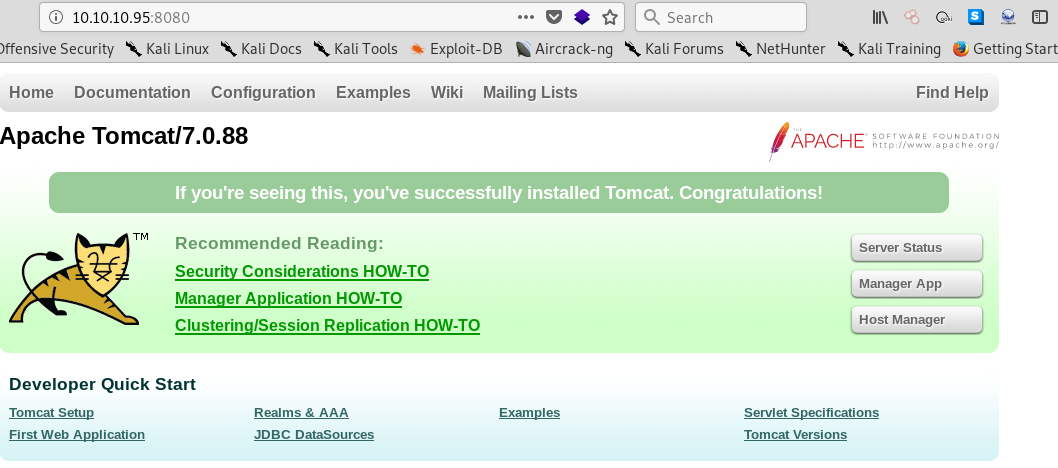 10.10.10.95:8080 Search
Offensive Security Kali Linux Kali Docs Kali Tools Exploit-DB Aircrack-ng Kali Forums NetHunter Kali Training Getting Start
Home Documentation Configuration Examples Wiki Mailing Lists Find Help
Apache Tomcat/7.0.88
THE APACHE SOFTWARE FOUNDATION
http://www.apache.org/
If you're seeing this, you've successfully installed Tomcat. Congratulations!
TM
Recommended Reading:
Security Considerations HOW-TO
Manager Application HOW-TO
Clustering/Session Replication HOW-TO
Server Status
Manager App
Host Manager
Developer Quick Start
Tomcat Setup Realms & AAA Examples Servlet Specifications
First Web Application JDBC DataSources Tomcat Versions